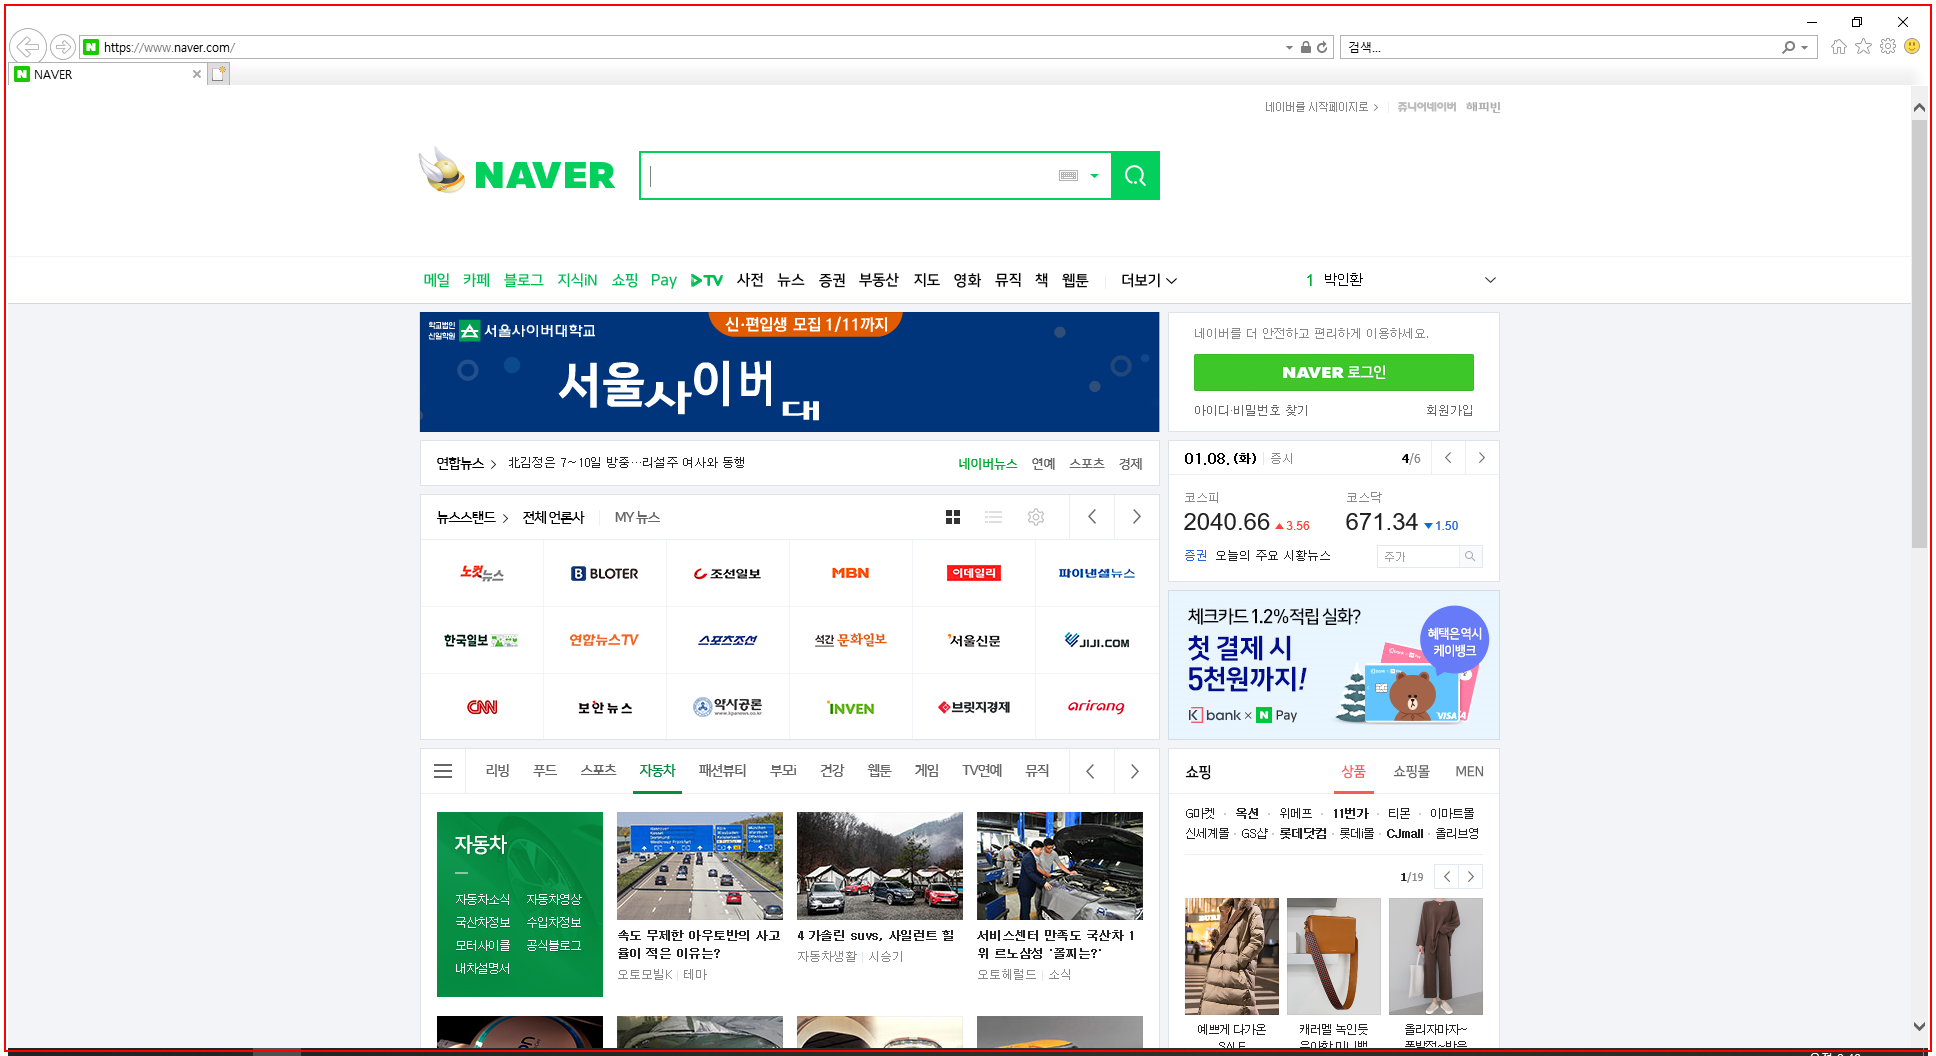 https://www.naver.com/
검색...
NAVER
네이버를 시작페이지로
쥬니어네이버
해피빈
NAVER
메일 카페 블로그 지식iN 쇼핑 Pay TV 사전 뉴스 증권 부동산 지도 영화 뮤직 책 웹툰 더보기
1 박인환
학교법인
신일학원
서울사이버대학교
신·편입생 모집 1/11까지
서울사이버대
네이버를 더 안전하고 편리하게 이용하세요.
NAVER 로그인
아이디·비밀번호 찾기 회원가입
연합뉴스 北김정은 7~10일 방중…리설주 여사와 동행
네이버뉴스 연예 스포츠 경제
01.08.(화) 증시 4/6
코스피 코스닥
2040.66 ▲3.56 671.34 ▼1.50
증권 오늘의 주요 시황뉴스 주가
뉴스스탠드 전체 언론사 MY 뉴스
노컷뉴스 BLOTER 조선일보 MBN 이데일리 파이낸셜뉴스
한국일보 연합뉴스TV 스포츠조선 석간 문화일보 서울신문 JIJI.COM
CNN 보안뉴스 약사공론 INVEN 브릿지경제 arirang
www.kpanews.co.kr
체크카드 1.2%적립 실화?
첫 결제 시
5천원까지!
혜택은역시
케이뱅크
K bank × N Pay
VISA
리빙 푸드 스포츠 자동차 패션뷰티 부모i 건강 웹툰 게임 TV연예 뮤직
쇼핑 상품 쇼핑몰 MEN
G마켓 · 옥션 · 위메프 · 11번가 · 티몬 · 이마트몰
신세계몰 · GS샵 · 롯데닷컴 · 롯데i몰 · CJmall · 올리브영
1/19
자동차
자동차소식 자동차영상
국산차정보 수입차정보
모터사이클 공식블로그
내차설명서
속도 무제한 아우토반의 사고
율이 적은 이유는?
오토모빌K | 테마
4 가솔린 suvs, 사일런트 힐
자동차생활 | 시승기
서비스센터 만족도 국산차 1
위 르노삼성 '꼴찌는?'
오토헤럴드 | 소식
예쁘게 다가온
SALE
캐러멜 녹인듯
우아한 미니백
올리자마자~